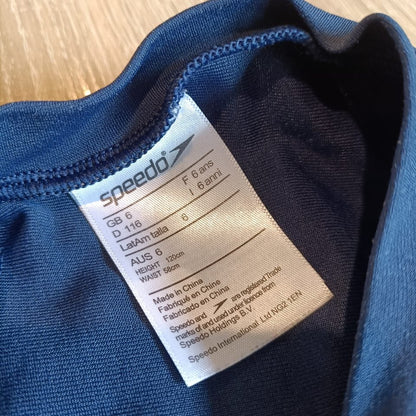 speedo
GB 6 F 6 ans
D 116 I 6 anni
LatAm talla 6
AUS 6
HEIGHT 120cm
WAIST 58cm
Made in China
Fabriqué en Chine
Fabricado en China
Speedo and are registered Trade
marks of and used under licence from
Speedo Holdings B.V.
Speedo International Ltd NG2 1EN